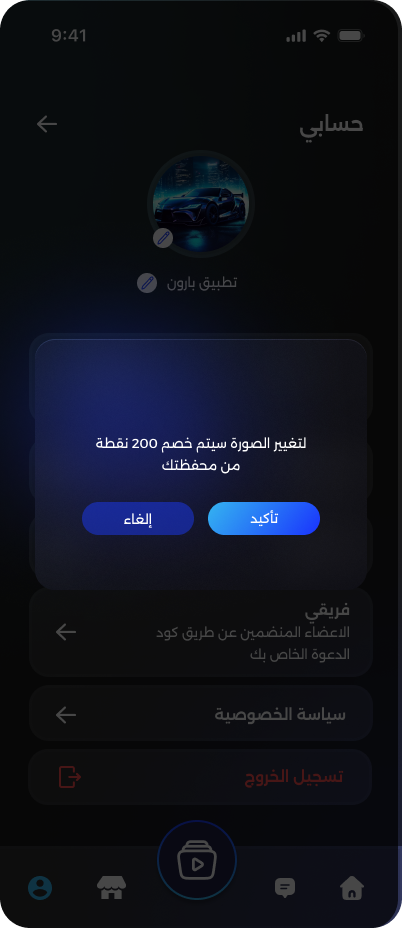 9:41
حسابي
تطبيق بارون
لتغيير الصورة سيتم خصم 200 نقطة
من محفظتك
تأكيد
إلغاء
فريقي
الاعضاء المنضمين عن طريق كود
الدعوة الخاص بك
سياسة الخصوصية
تسجيل الخروج